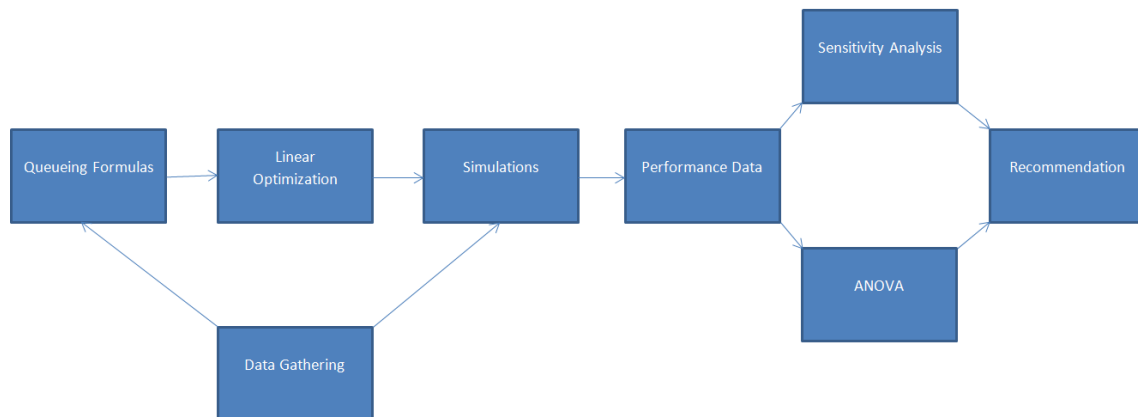 Sensitivity Analysis
Queueing Formulas
Linear
Optimization
Simulations
Performance Data
Recommendation
ANOVA
Data Gathering